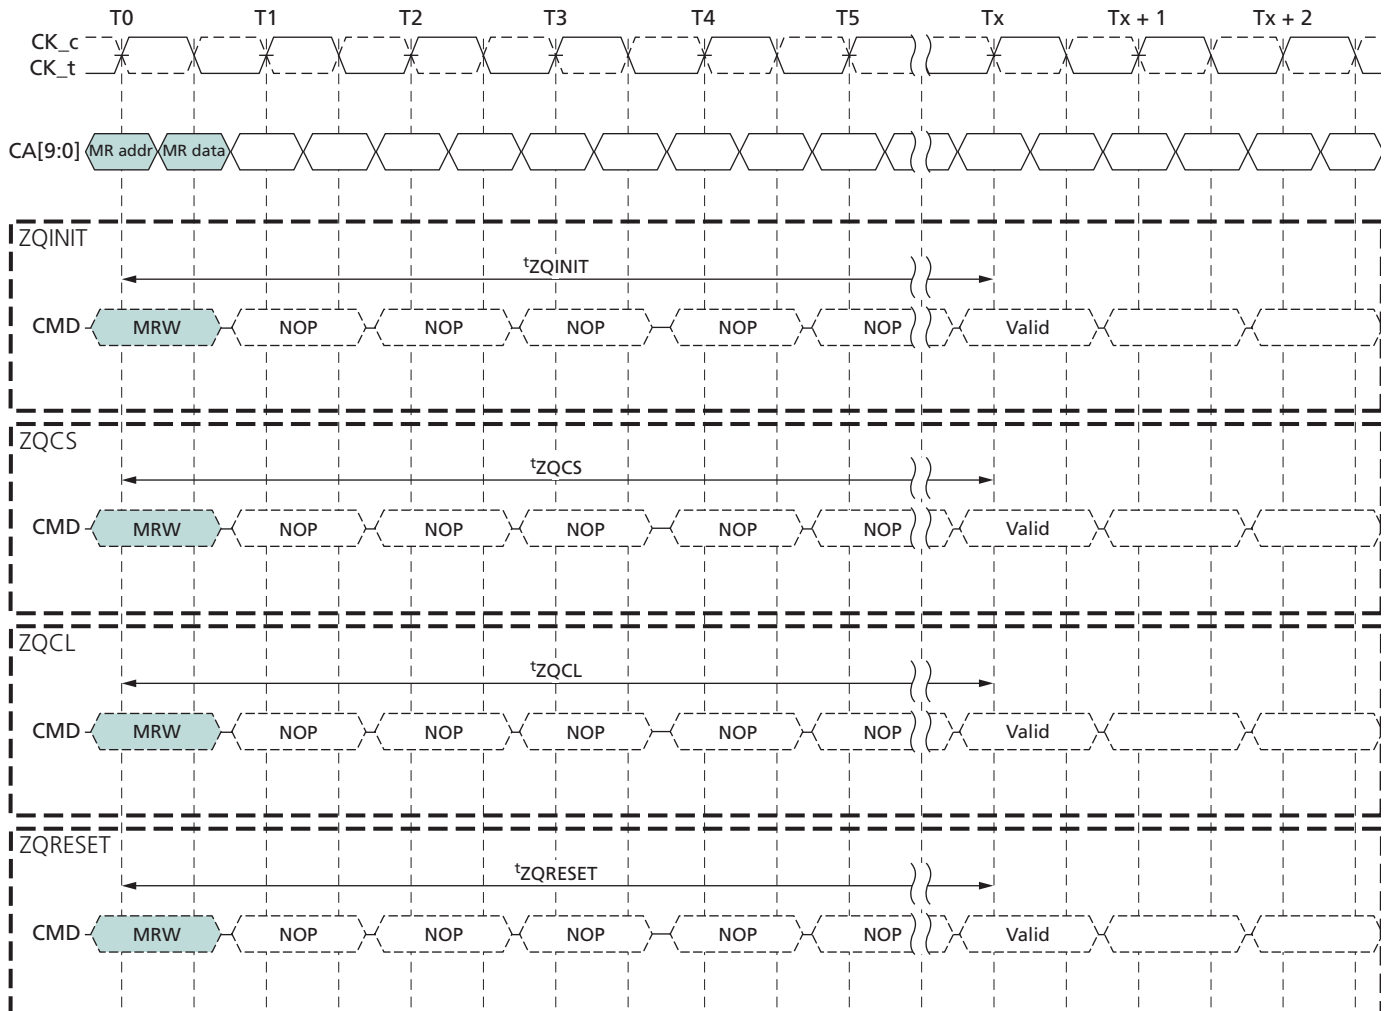 T0 T1 T2 T3 T4 T5 Tx Tx + 1 Tx + 2
CK_c
CK_t
CA[9:0] MR addr MR data
ZQINIT
tZQINIT
CMD MRW NOP NOP NOP NOP NOP Valid
ZQCS
tZQCS
CMD MRW NOP NOP NOP NOP NOP Valid
ZQCL
tZQCL
CMD MRW NOP NOP NOP NOP NOP Valid
ZQRESET
tZQRESET
CMD MRW NOP NOP NOP NOP NOP Valid